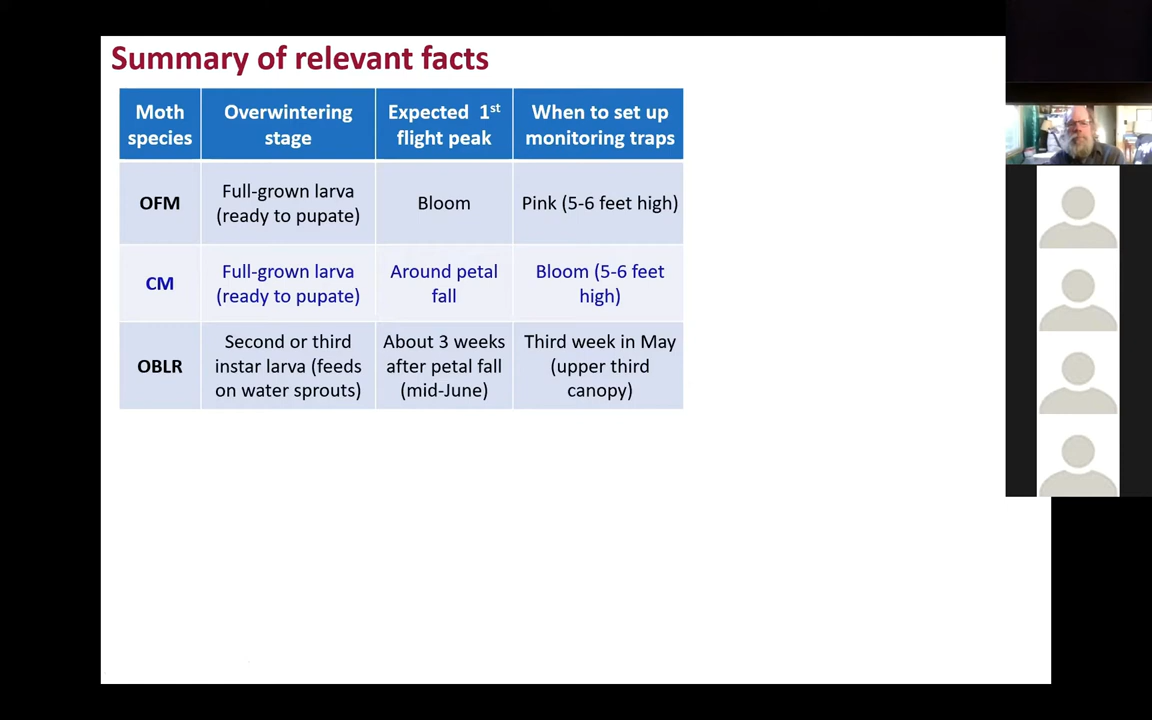 Summary of relevant facts
Moth
species
Overwintering
stage
Expected 1st
flight peak
When to set up
monitoring traps
OFM
Full-grown larva
(ready to pupate)
Bloom
Pink (5-6 feet high)
CM
Full-grown larva
(ready to pupate)
Around petal
fall
Bloom (5-6 feet
high)
OBLR
Second or third
instar larva (feeds
on water sprouts)
About 3 weeks
after petal fall
(mid-June)
Third week in May
(upper third
canopy)